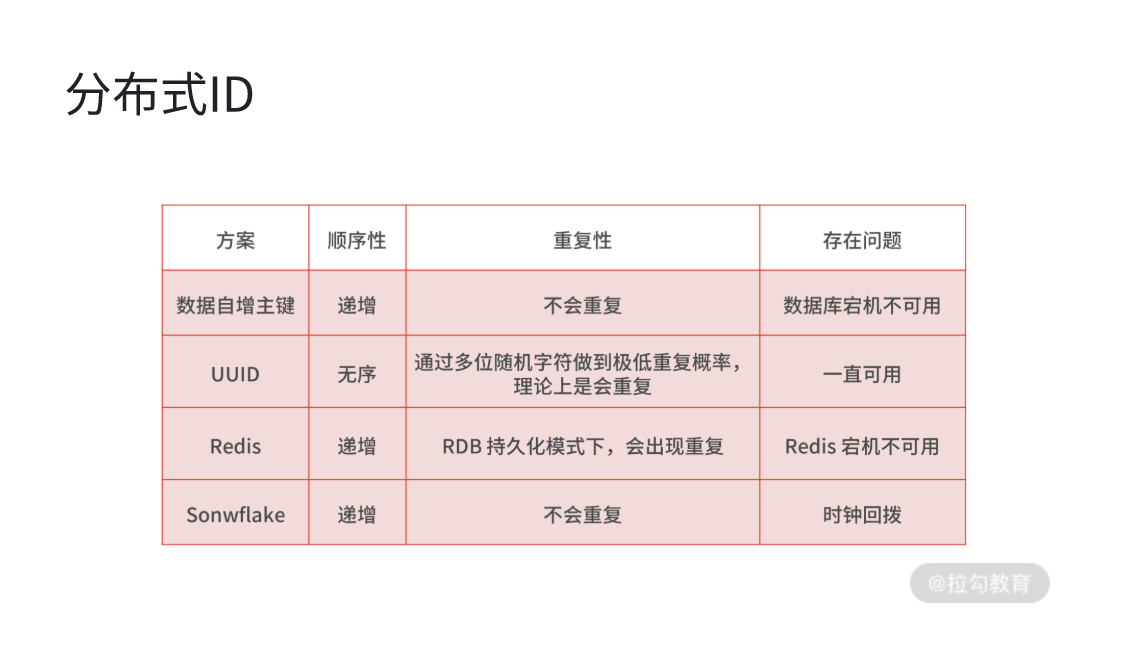 分布式ID
方案 顺序性 重复性 存在问题
数据自增主键 递增 不会重复 数据库宕机不可用
UUID 无序 通过多位随机字符做到极低重复概率，
理论上是会重复 一直可用
Redis 递增 RDB 持久化模式下，会出现重复 Redis 宕机不可用
Sonwflake 递增 不会重复 时钟回拨
@拉勾教育